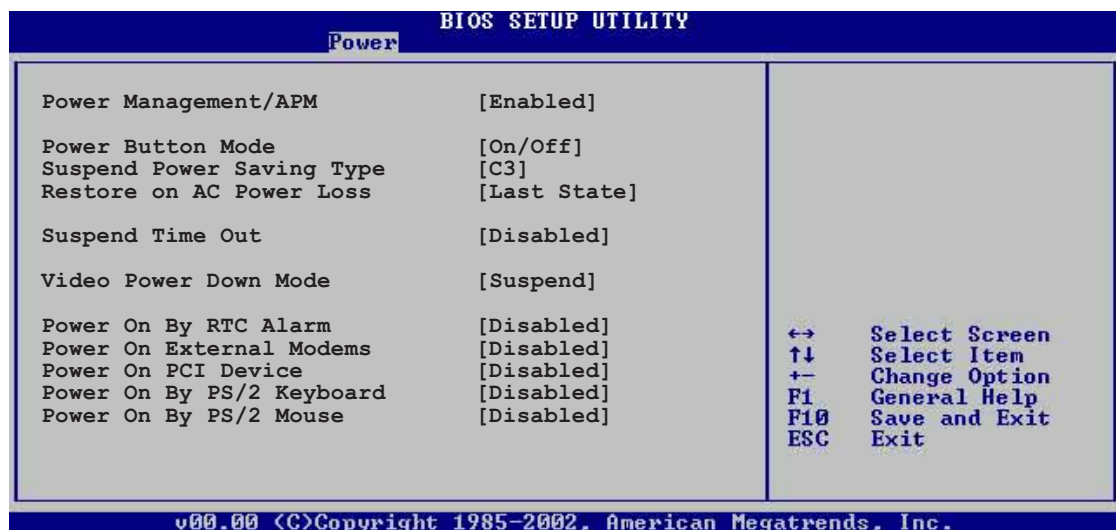 BIOS SETUP UTILITY
Power
Power Management/APM [Enabled]
Power Button Mode [On/Off]
Suspend Power Saving Type [C3]
Restore on AC Power Loss [Last State]
Suspend Time Out [Disabled]
Video Power Down Mode [Suspend]
Power On By RTC Alarm [Disabled]
Power On External Modems [Disabled]
Power On PCI Device [Disabled]
Power On By PS/2 Keyboard [Disabled]
Power On By PS/2 Mouse [Disabled]
←→ Select Screen
↑↓ Select Item
+- Change Option
F1 General Help
F10 Save and Exit
ESC Exit
v00.00 (C)Copyright 1985-2002, American Megatrends, Inc.